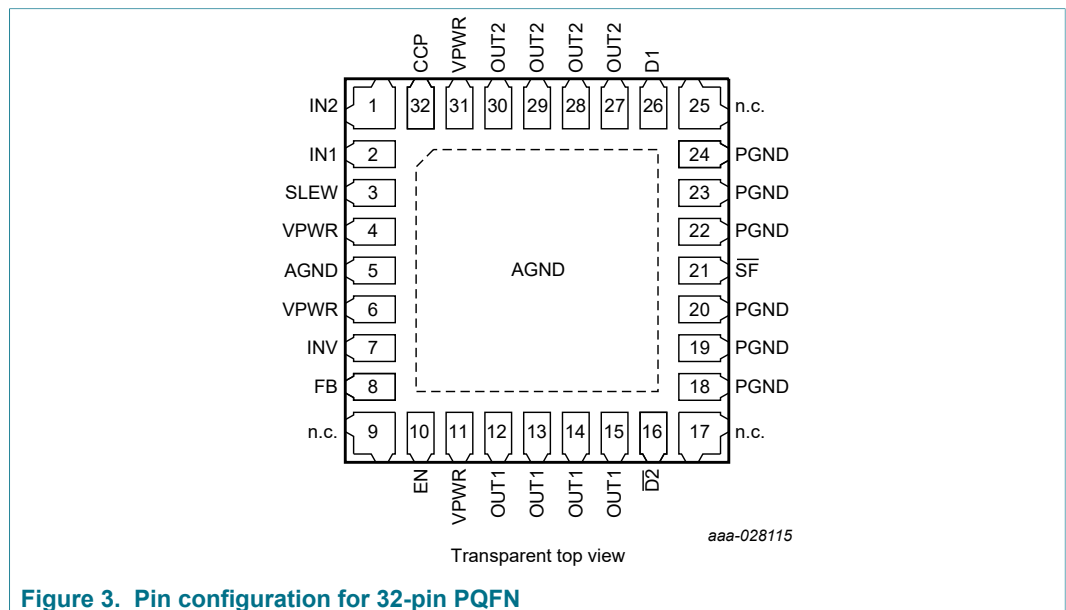 CCP
VPWR
OUT2
OUT2
OUT2
OUT2
D1
IN2 1 32 31 30 29 28 27 26 25 n.c.
IN1 2 24 PGND
SLEW 3 23 PGND
VPWR 4 22 PGND
AGND 5 AGND 21 S̅F̅
VPWR 6 20 PGND
INV 7 19 PGND
FB 8 18 PGND
n.c. 9 10 11 12 13 14 15 16 17 n.c.
EN
VPWR
OUT1
OUT1
OUT1
OUT1
D̅2̅
aaa-028115
Transparent top view
Figure 3. Pin configuration for 32-pin PQFN